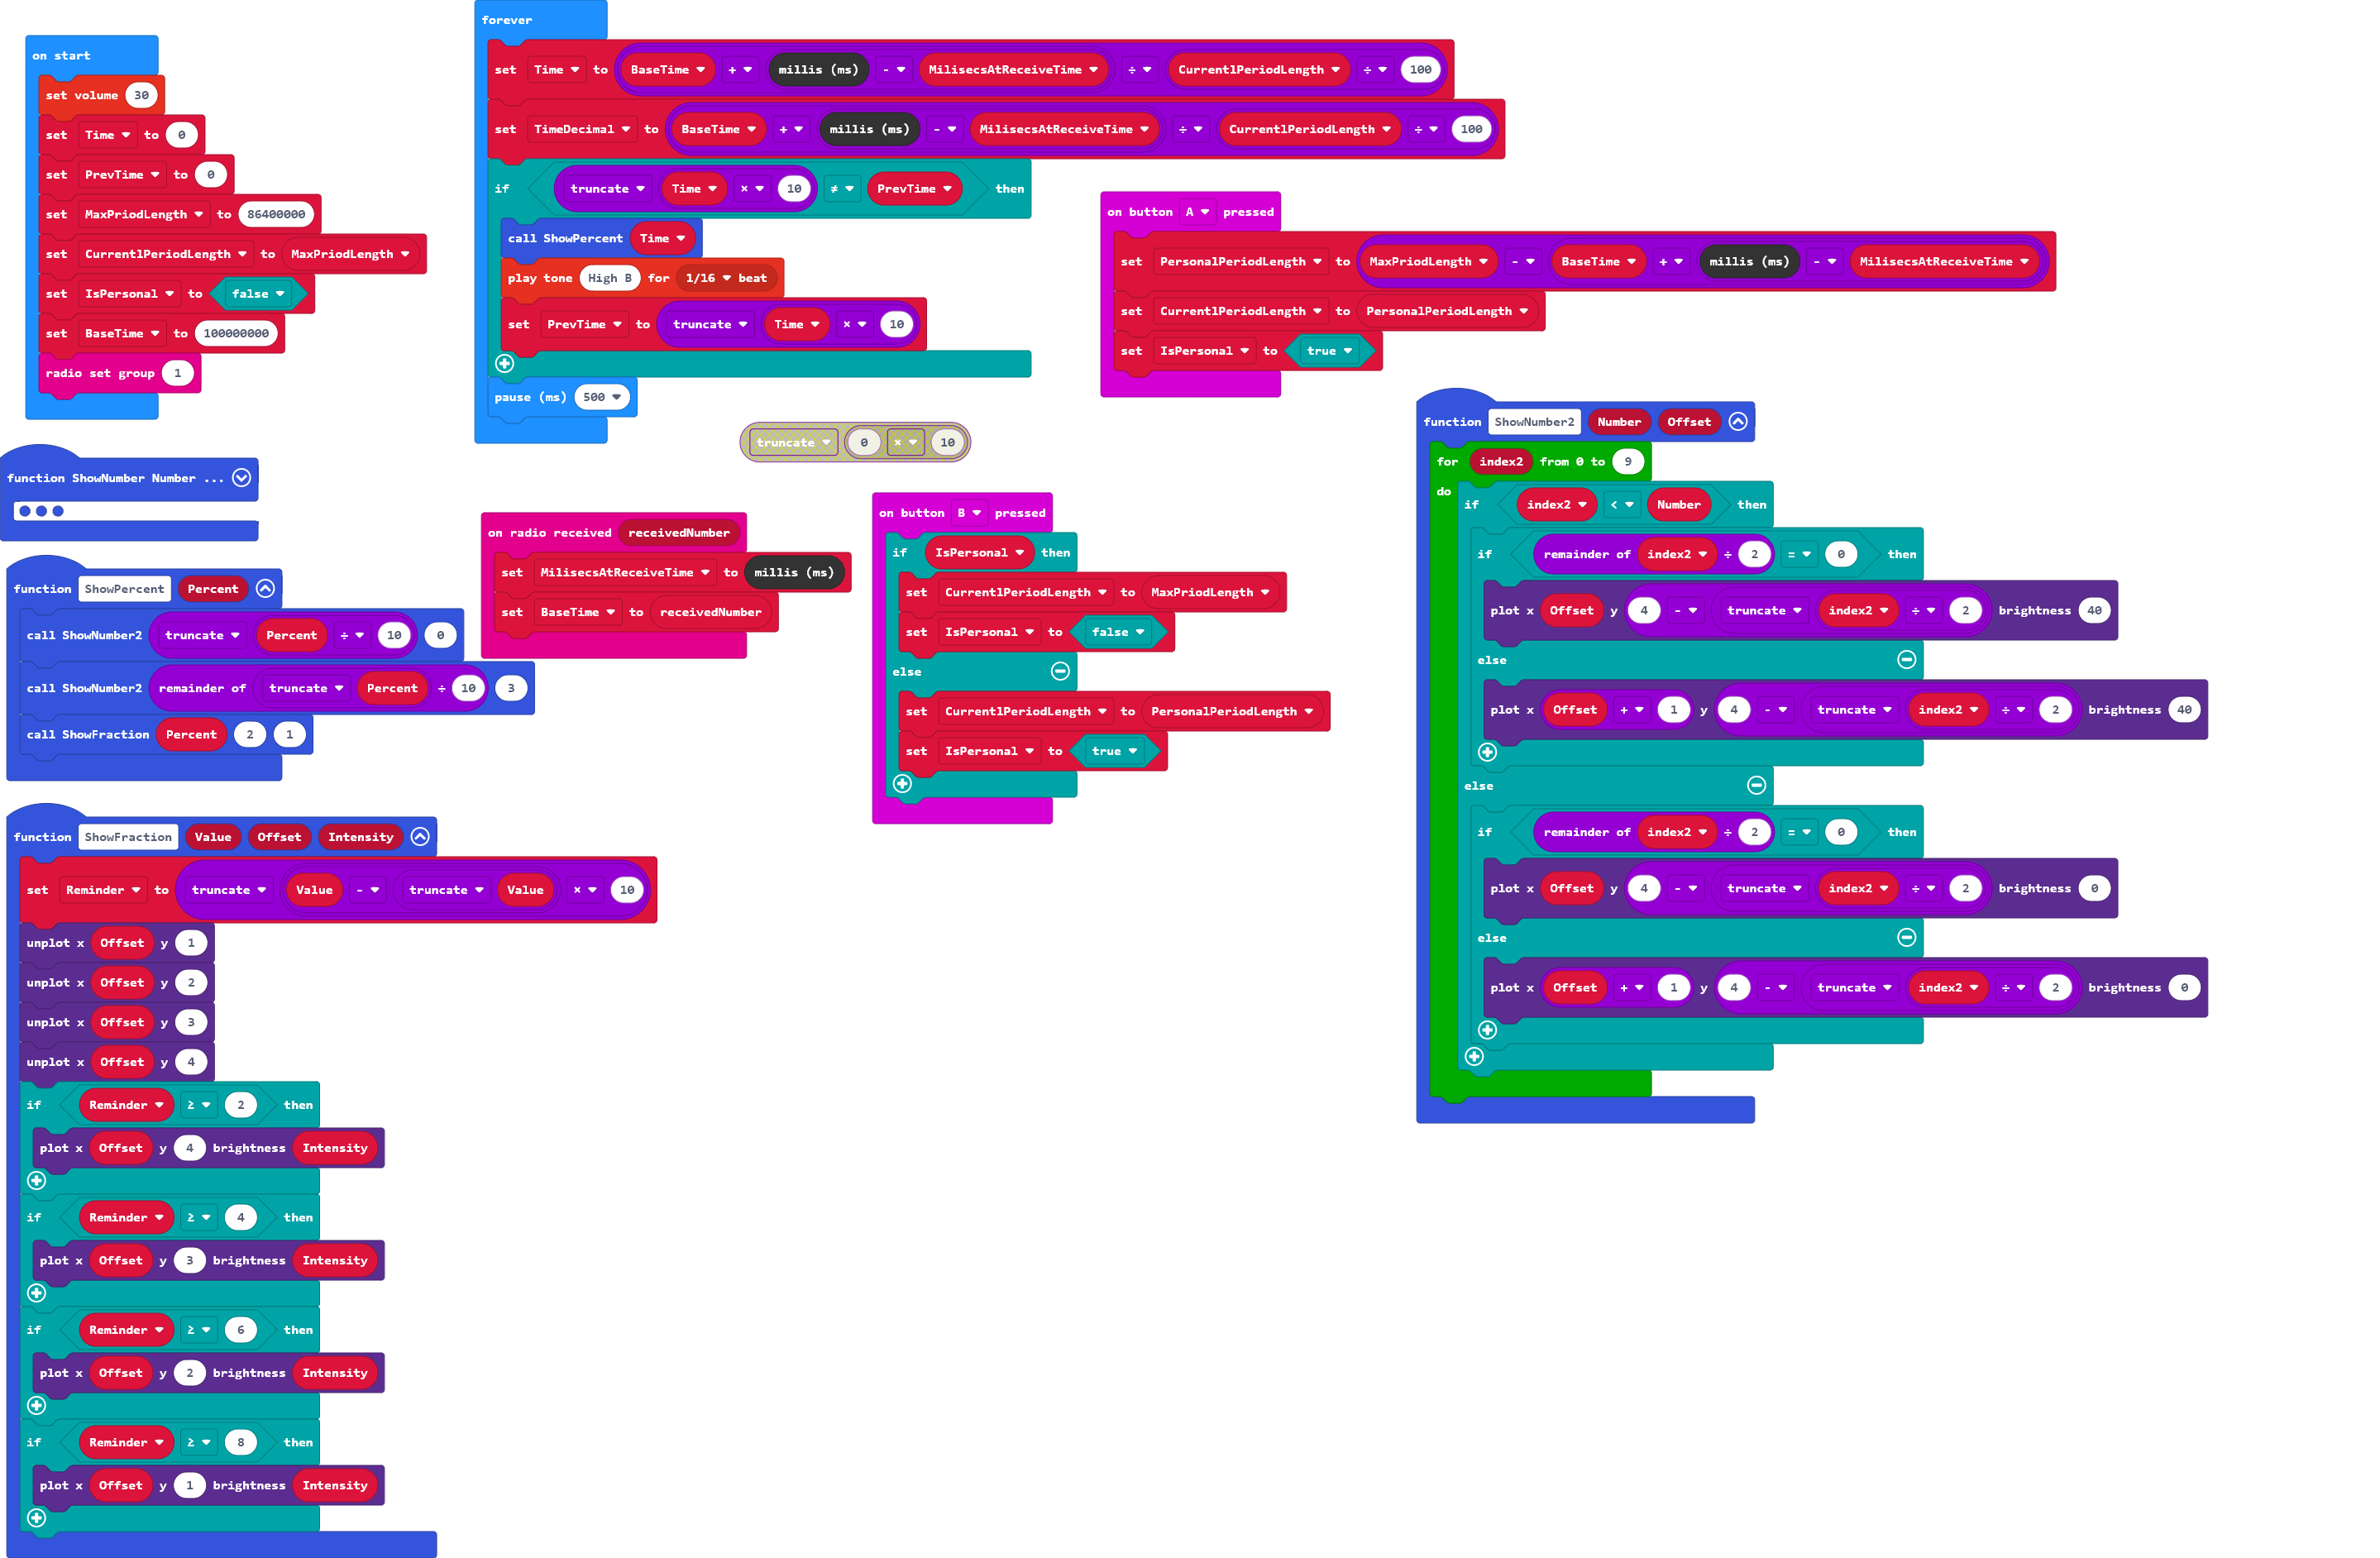 on start
set volume 30
set Time to 0
set PrevTime to 0
set MaxPriodLength to 86400000
set CurrentlPeriodLength to MaxPriodLength
set IsPersonal to false
set BaseTime to 100000000
radio set group 1
forever
set Time to BaseTime + millis (ms) - MilisecsAtReceiveTime ÷ CurrentlPeriodLength ÷ 100
set TimeDecimal to BaseTime + millis (ms) - MilisecsAtReceiveTime ÷ CurrentlPeriodLength ÷ 100
if truncate Time × 10 ≠ PrevTime then
call ShowPercent Time
play tone High B for 1/16 beat
set PrevTime to truncate Time × 10
pause (ms) 500
truncate 0 × 10
on button A pressed
set PersonalPeriodLength to MaxPriodLength - BaseTime + millis (ms) - MilisecsAtReceiveTime
set CurrentlPeriodLength to PersonalPeriodLength
set IsPersonal to true
function ShowNumber Number ...
function ShowPercent Percent
call ShowNumber2 truncate Percent ÷ 10 0
call ShowNumber2 remainder of truncate Percent ÷ 10 3
call ShowFraction Percent 2 1
on radio received receivedNumber
set MilisecsAtReceiveTime to millis (ms)
set BaseTime to receivedNumber
on button B pressed
if IsPersonal then
set CurrentlPeriodLength to MaxPriodLength
set IsPersonal to false
else
set CurrentlPeriodLength to PersonalPeriodLength
set IsPersonal to true
function ShowNumber2 Number Offset
for index2 from 0 to 9
do
if index2 < Number then
if remainder of index2 ÷ 2 = 0 then
plot x Offset y 4 - truncate index2 ÷ 2 brightness 40
else
plot x Offset + 1 y 4 - truncate index2 ÷ 2 brightness 40
else
if remainder of index2 ÷ 2 = 0 then
plot x Offset y 4 - truncate index2 ÷ 2 brightness 0
else
plot x Offset + 1 y 4 - truncate index2 ÷ 2 brightness 0
function ShowFraction Value Offset Intensity
set Reminder to truncate Value - truncate Value × 10
unplot x Offset y 1
unplot x Offset y 2
unplot x Offset y 3
unplot x Offset y 4
if Reminder ≥ 2 then
plot x Offset y 4 brightness Intensity
if Reminder ≥ 4 then
plot x Offset y 3 brightness Intensity
if Reminder ≥ 6 then
plot x Offset y 2 brightness Intensity
if Reminder ≥ 8 then
plot x Offset y 1 brightness Intensity